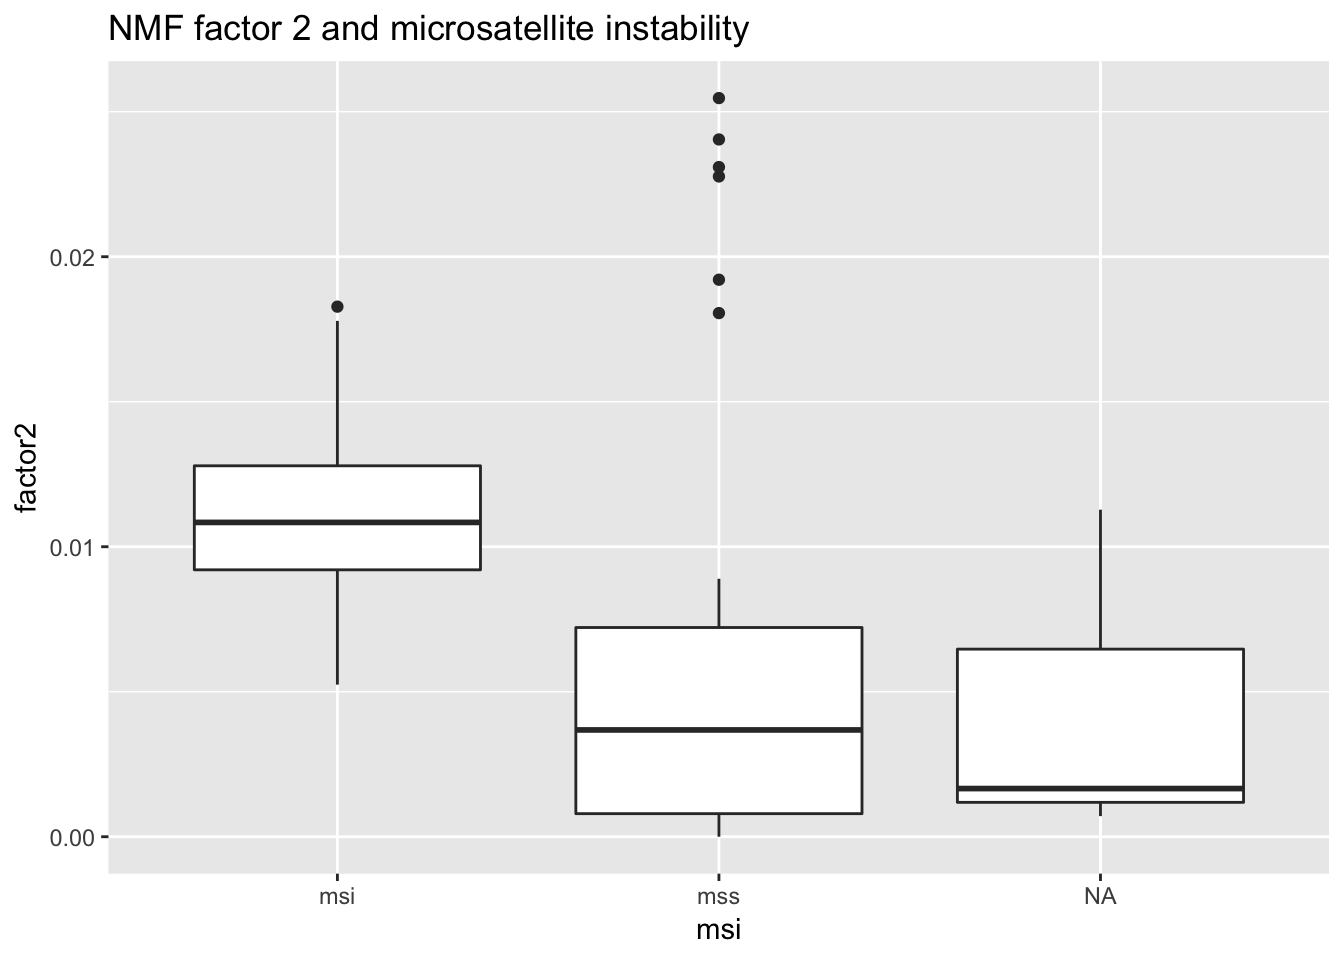 NMF factor 2 and microsatellite instability
factor2
0.02
0.01
0.00
msi
mss
NA
msi